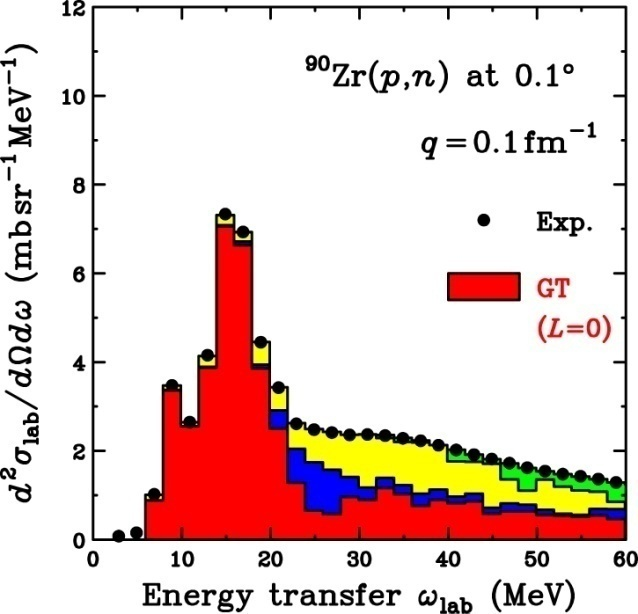 12
10
8
6
4
2
0
d²σ_lab/dΩdω (mb sr⁻¹ MeV⁻¹)
⁹⁰Zr(p,n) at 0.1°
q=0.1 fm⁻¹
Exp.
GT
(L=0)
0 10 20 30 40 50 60
Energy transfer ω_lab (MeV)